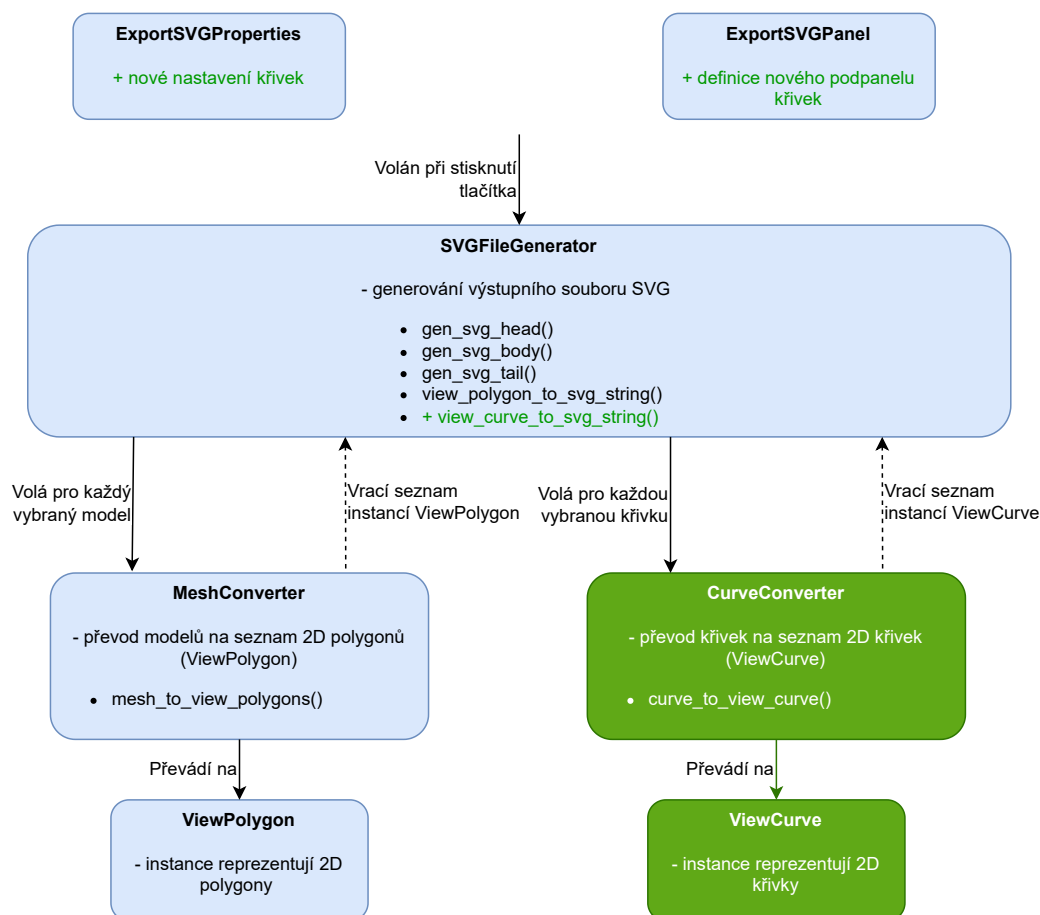 ExportSVGProperties
+ nové nastavení křivek
ExportSVGPanel
+ definice nového podpanelu
křivek
Volán při stisknutí
tlačítka
SVGFileGenerator
- generování výstupního souboru SVG
• gen_svg_head()
• gen_svg_body()
• gen_svg_tail()
• view_polygon_to_svg_string()
• + view_curve_to_svg_string()
Volá pro každý
vybraný model
Vrací seznam
instancí ViewPolygon
Volá pro každou
vybranou křivku
Vrací seznam
instancí ViewCurve
MeshConverter
- převod modelů na seznam 2D polygonů
(ViewPolygon)
• mesh_to_view_polygons()
CurveConverter
- převod křivek na seznam 2D křivek
(ViewCurve)
• curve_to_view_curve()
Převádí na
Převádí na
ViewPolygon
- instance reprezentují 2D
polygony
ViewCurve
- instance reprezentují 2D
křivky